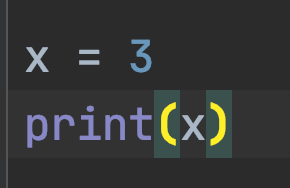 x = 3
print(x)